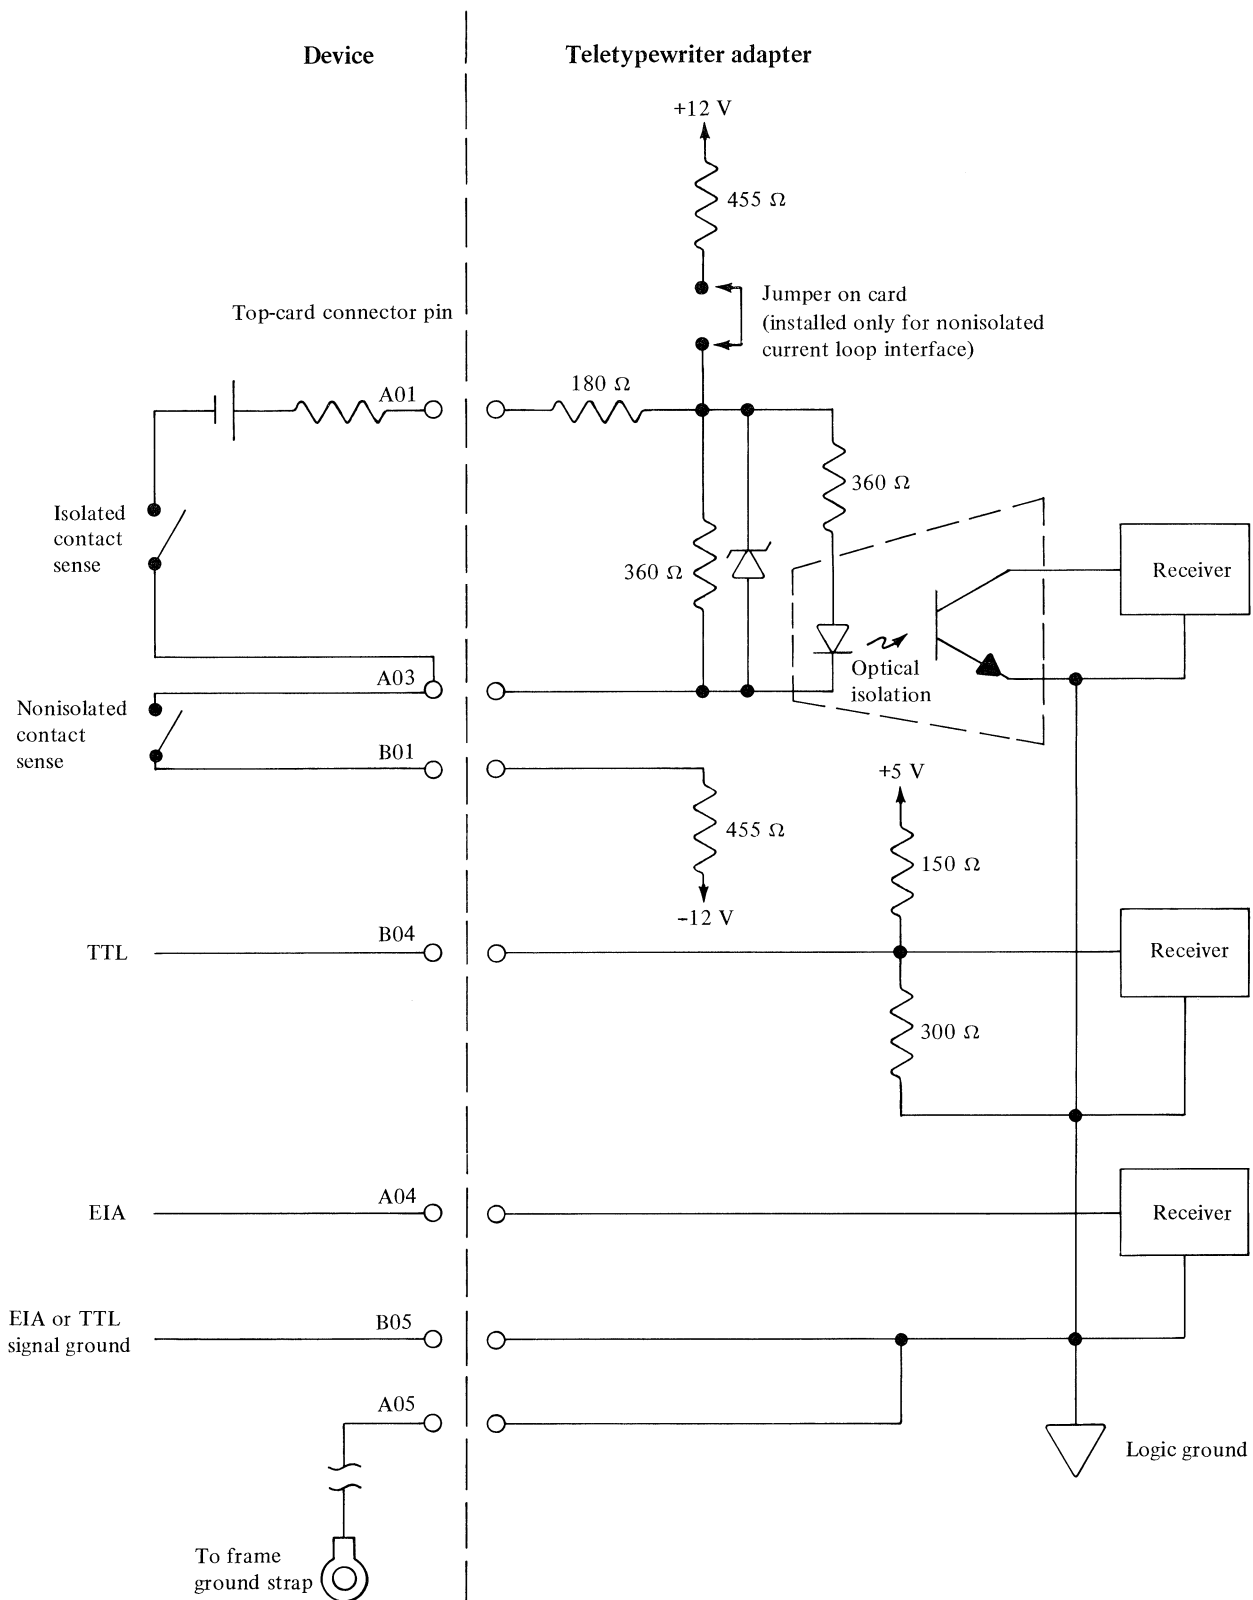 Device
Teletypewriter adapter
+12 V
455 Ω
Jumper on card
(installed only for nonisolated
current loop interface)
Top-card connector pin
A01
180 Ω
360 Ω
Isolated
contact
sense
360 Ω
Receiver
Optical
isolation
A03
Nonisolated
contact
sense
B01
+5 V
455 Ω
150 Ω
−12 V
TTL
B04
Receiver
300 Ω
EIA
A04
Receiver
EIA or TTL
signal ground
B05
A05
Logic ground
To frame
ground strap